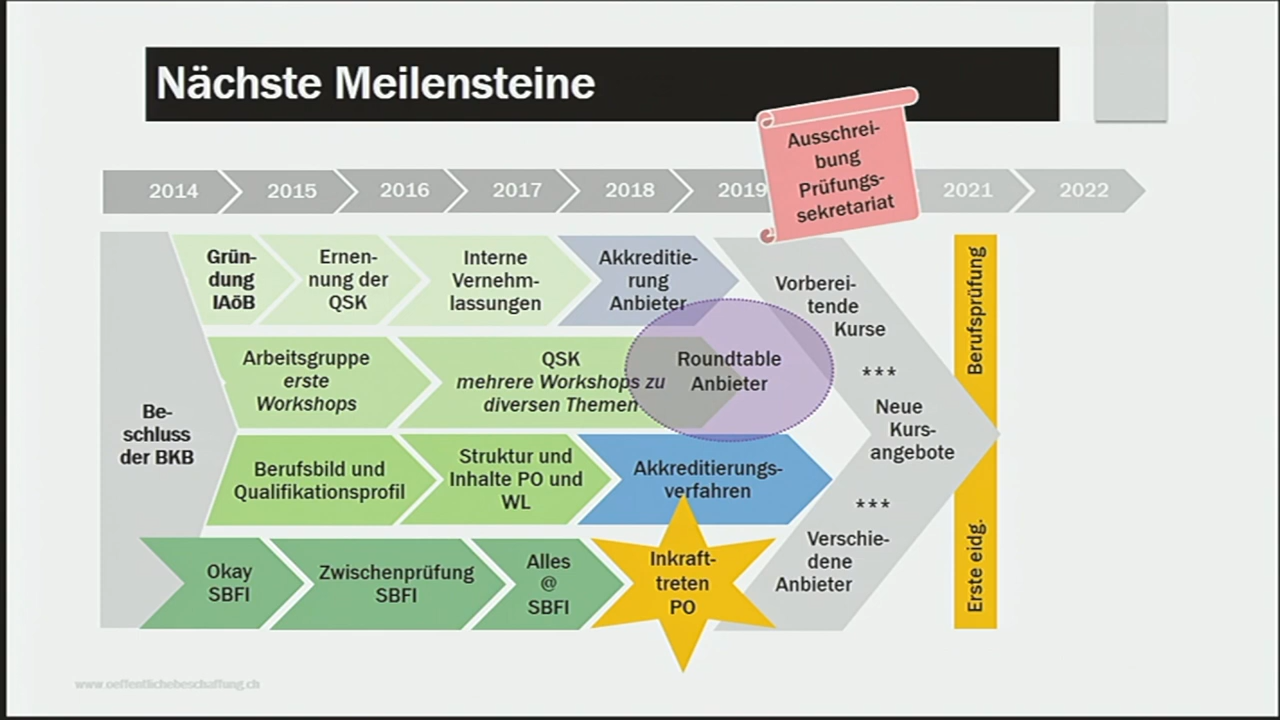 Nächste Meilensteine
Ausschrei-
bung
Prüfungs-
sekretariat
2014
2015
2016
2017
2018
2019
2021
2022
Be-
schluss
der BKB
Grün-
dung
IAöB
Ernen-
nung der
QSK
Interne
Vernehm-
lassungen
Akkreditie-
rung
Anbieter
Arbeitsgruppe
erste
Workshops
QSK
mehrere Workshops zu
diversen Themen
Roundtable
Anbieter
Berufsbild und
Qualifikationsprofil
Struktur und
Inhalte PO und
WL
Akkreditierungs-
verfahren
Okay
SBFI
Zwischenprüfung
SBFI
Alles
@
SBFI
Inkraft-
treten
PO
Vorberei-
tende
Kurse
***
Neue
Kurs-
angebote
***
Verschie-
dene
Anbieter
Erste eidg.
Berufsprüfung
www.oeffentlichebeschaffung.ch